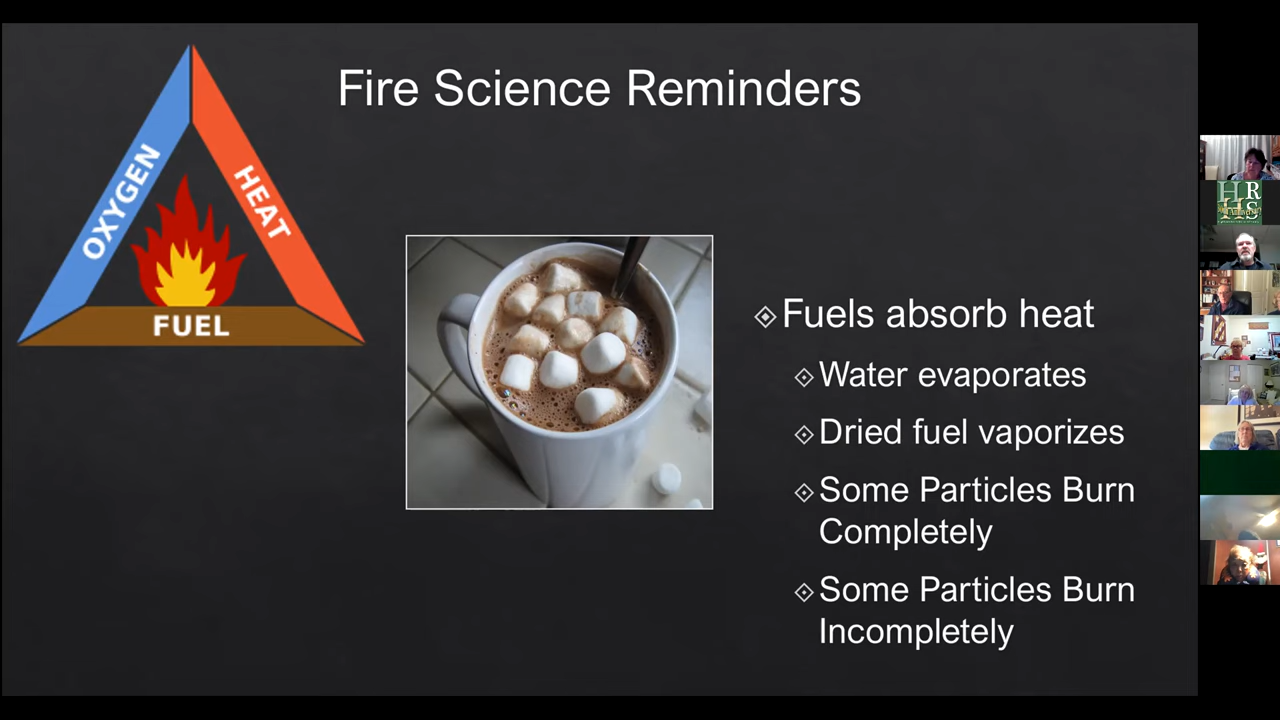 Fire Science Reminders
OXYGEN
HEAT
FUEL
Fuels absorb heat
Water evaporates
Dried fuel vaporizes
Some Particles Burn
Completely
Some Particles Burn
Incompletely
H R
H S